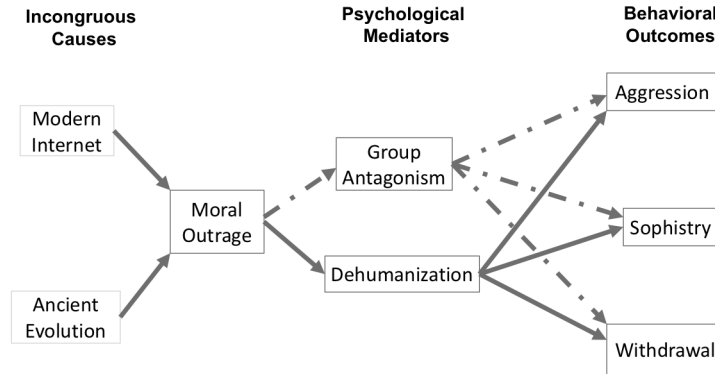 Incongruous
Causes
Psychological
Mediators
Behavioral
Outcomes
Modern
Internet
Ancient
Evolution
Moral
Outrage
Group
Antagonism
Dehumanization
Aggression
Sophistry
Withdrawal